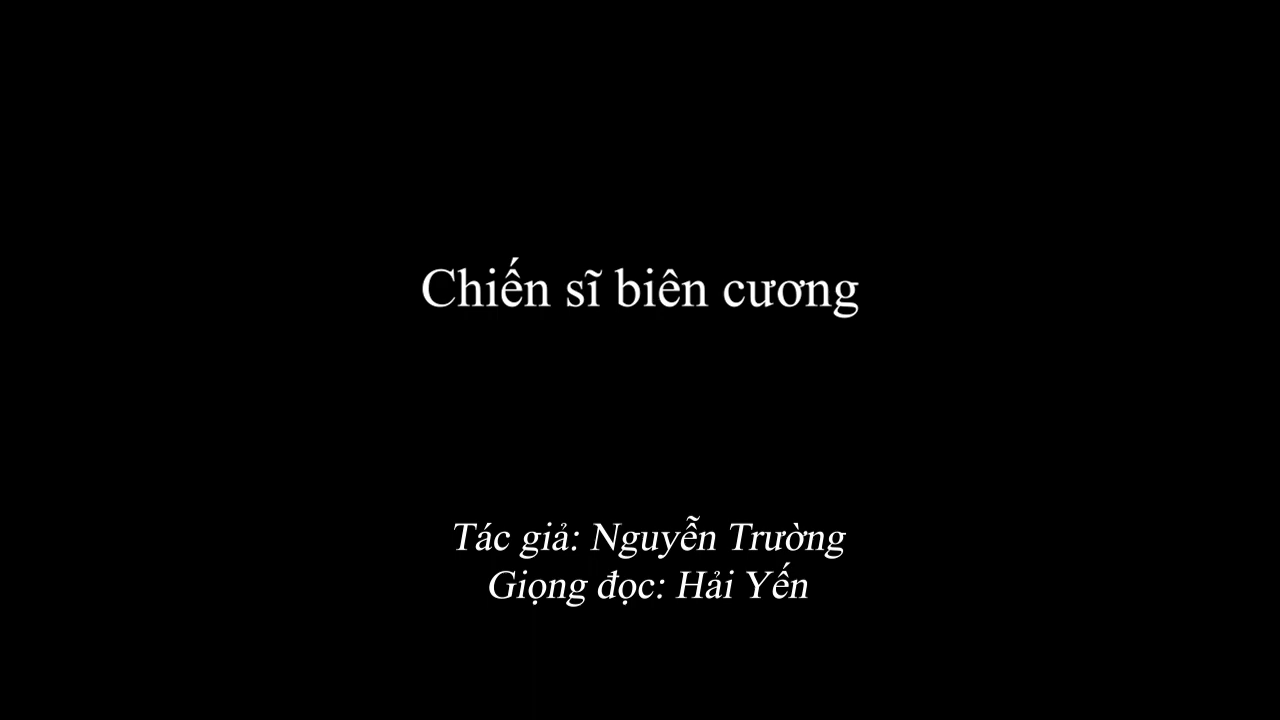 Chiến sĩ biên cương
Tác giả: Nguyễn Trường
Giọng đọc: Hải Yến